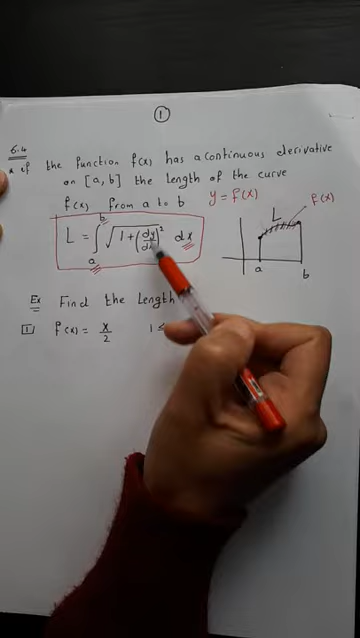 1
6.4
* if the function f(x) has a continuous derivative
on [a, b] the length of the curve
f(x) from a to b y = f(x)
L = ∫ₐᵇ √(1 + (dy/dx)²) dx
L f(x)
a b
Ex Find the Length
1 f(x) = x/2 1 ≤